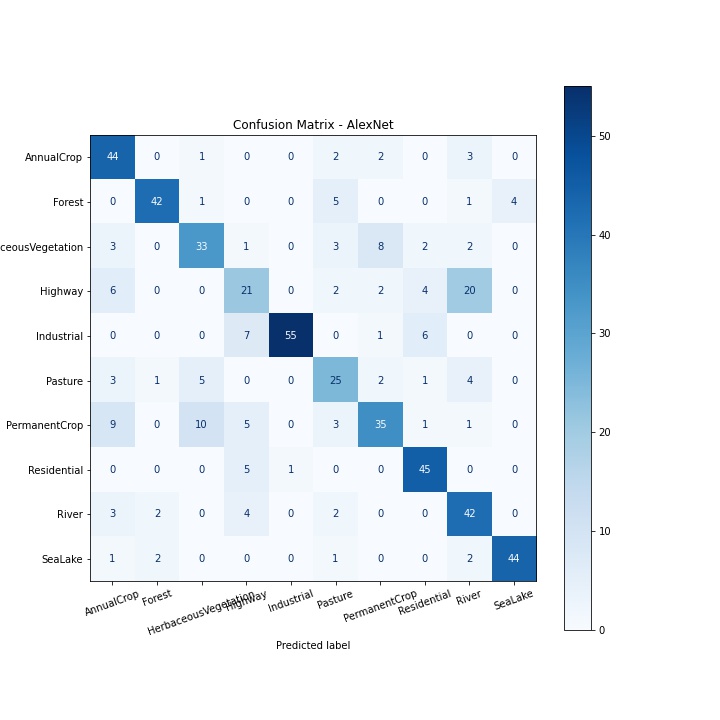 Confusion Matrix - AlexNet
AnnualCrop 44 0 1 0 0 2 2 0 3 0
Forest 0 42 1 0 0 5 0 0 1 4
ceousVegetation 3 0 33 1 0 3 8 2 2 0
Highway 6 0 0 21 0 2 2 4 20 0
Industrial 0 0 0 7 55 0 1 6 0 0
Pasture 3 1 5 0 0 25 2 1 4 0
PermanentCrop 9 0 10 5 0 3 35 1 1 0
Residential 0 0 0 5 1 0 0 45 0 0
River 3 2 0 4 0 2 0 0 42 0
SeaLake 1 2 0 0 0 1 0 0 2 44
AnnualCrop Forest HerbaceousVegetation Highway Industrial Pasture PermanentCrop Residential River SeaLake
Predicted label
50
40
30
20
10
0